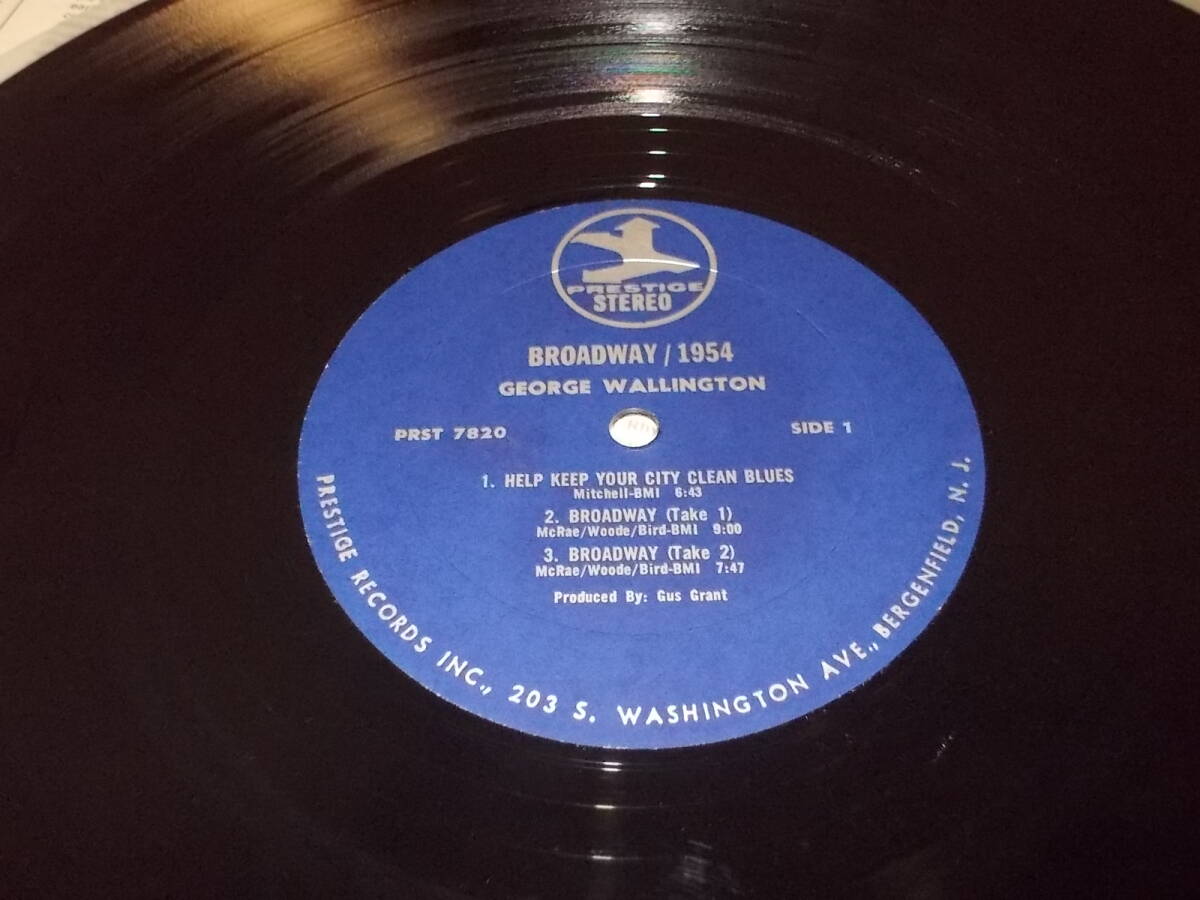 PRESTIGE
STEREO
BROADWAY / 1954
GEORGE WALLINGTON
PRST 7820
SIDE 1
1. HELP KEEP YOUR CITY CLEAN BLUES
Mitchell-BMI 6:43
2. BROADWAY (Take 1)
McRae/Woode/Bird-BMI 9:00
3. BROADWAY (Take 2)
McRae/Woode/Bird-BMI 7:47
Produced By: Gus Grant
PRESTIGE RECORDS INC., 203 S. WASHINGTON AVE., BERGENFIELD, N. J.